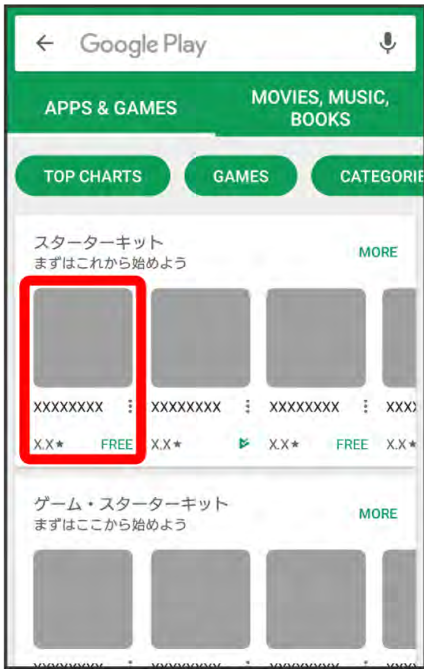 Google Play
APPS & GAMES
MOVIES, MUSIC,
BOOKS
TOP CHARTS
GAMES
CATEGORIE
スターターキット
まずはこれから始めよう
MORE
XXXXXXXX
XXXXXXXX
XXXXXXXX
XXX
X.X★ FREE
X.X★
X.X★ FREE
X.X★
ゲーム・スターターキット
まずはここから始めよう
MORE